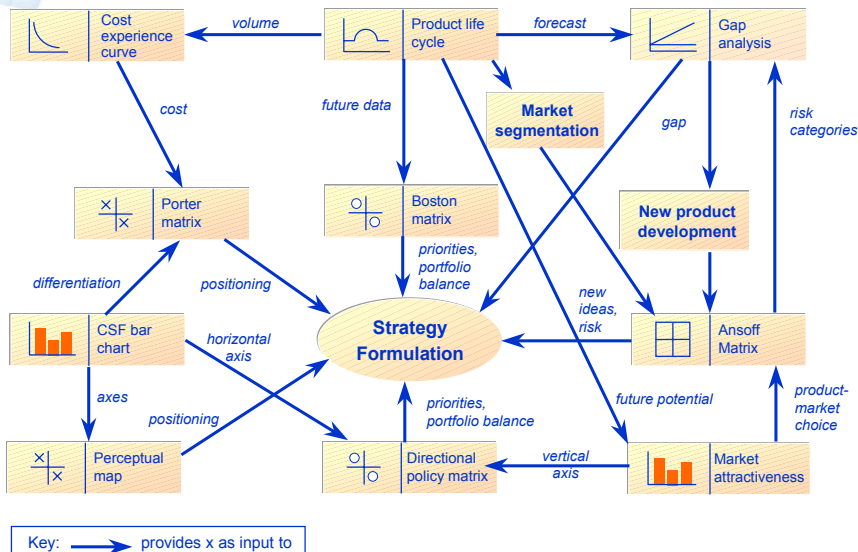 Cost
experience
curve
volume
Product life
cycle
forecast
Gap
analysis
cost
future data
Market
segmentation
gap
risk
categories
Porter
matrix
Boston
matrix
New product
development
differentiation
positioning
priorities,
portfolio
balance
new
ideas,
risk
CSF bar
chart
horizontal
axis
Strategy
Formulation
Ansoff
Matrix
axes
positioning
priorities,
portfolio balance
future potential
product-
market
choice
Perceptual
map
Directional
policy matrix
vertical
axis
Market
attractiveness
Key: provides x as input to